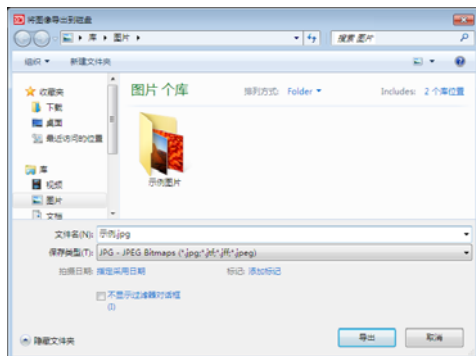 将图像导出到磁盘
库 图片
搜索 图片
组织 新建文件夹
收藏夹
下载
桌面
最近访问的位置
库
视频
图片
文档
图片 个库
排列方式: Folder
Includes: 2 个库位置
示例图片
文件名(N): 示例.jpg
保存类型(T): JPG - JPEG Bitmaps (*.jpg;*.jtf;*.jff;*.jpeg)
拍摄日期: 指定采用日期
标记: 添加标记
不显示过滤器对话框
(I)
隐藏文件夹
导出
取消